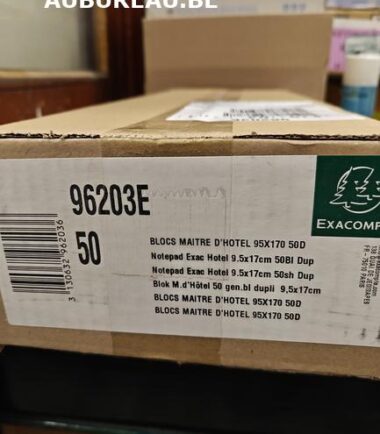 AUBUREAU.BE
96203E
50
3 130632 962036
BLOCS MAITRE D'HOTEL 95X170 50D
Notepad Exac Hotel 9.5x17cm 50Bl Dup
Notepad Exac Hotel 9.5x17cm 50sh Dup
Blok M.d'Hôtel 50 gen.bl dupli 9,5x17cm
BLOCS MAITRE D'HOTEL 95X170 50D
BLOCS MAITRE D'HOTEL 95X170 50D
EXACOMP